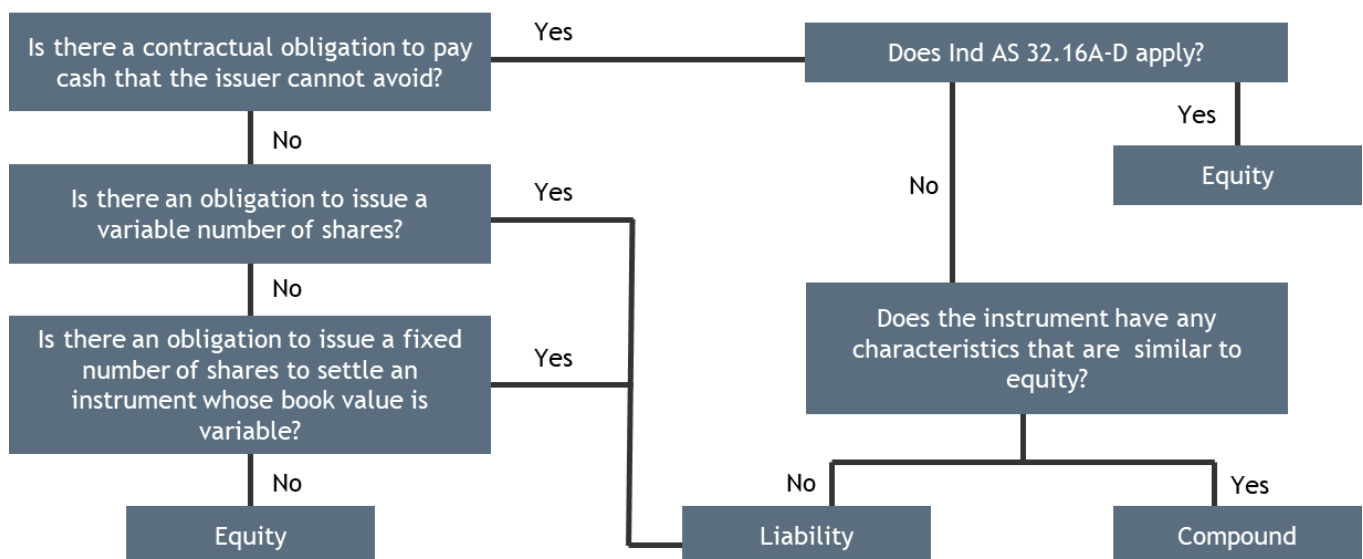 Is there a contractual obligation to pay
cash that the issuer cannot avoid?
Yes
Does Ind AS 32.16A-D apply?
No
Yes
Equity
Is there an obligation to issue a
variable number of shares?
Yes
No
No
Is there an obligation to issue a fixed
number of shares to settle an
instrument whose book value is
variable?
Yes
Does the instrument have any
characteristics that are similar to
equity?
No
No
Yes
Equity
Liability
Compound